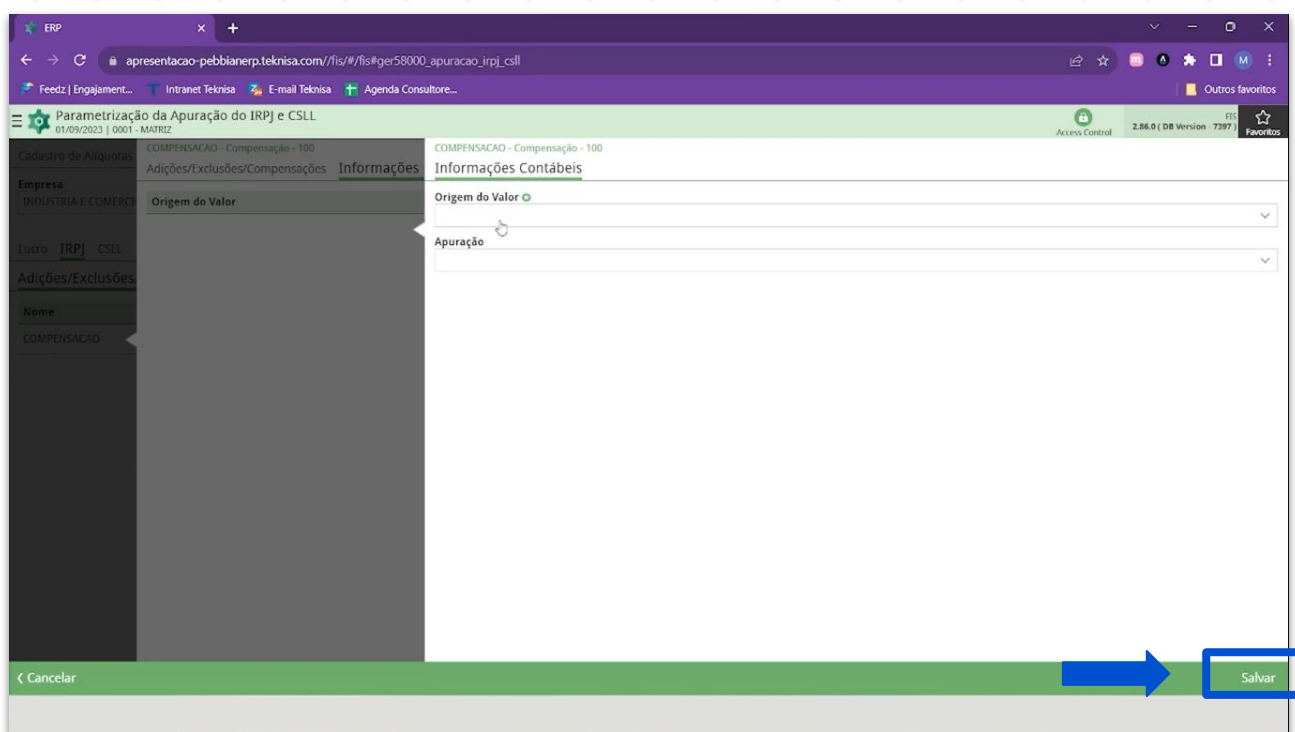 ERP
apresentacao-pebbianerp.teknisa.com//fis/#/fis#ger58000_apuracao_irpj_csll
Feedz | Engajament...
Intranet Teknisa
E-mail Teknisa
Agenda Consultore...
Outros favoritos
Parametrização da Apuração do IRPJ e CSLL
01/09/2023 | 0001 - MATRIZ
Access Control
FIS
2.86.0 ( DB Version - 7397 )
Favoritos
Cadastro de Alíquotas
Empresa
INDUSTRIA E COMERCI
Lucro IRPJ CSLL
Adições/Exclusões
Nome
COMPENSACAO
COMPENSACAO - Compensação - 100
Adições/Exclusões/Compensações Informações
Origem do Valor
COMPENSACAO - Compensação - 100
Informações Contábeis
Origem do Valor
Apuração
Cancelar
Salvar